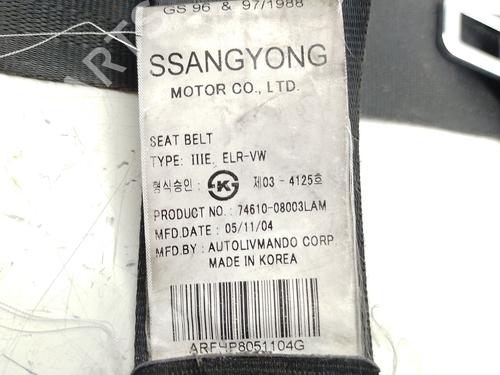 GS 96 & 97/1988
SSANGYONG
MOTOR CO., LTD.
SEAT BELT
TYPE: IIIE, ELR-VW
형식승인 : K 제03 - 4125호
PRODUCT NO. : 74610-08003LAM
MFD.DATE : 05/11/04
MFD.BY : AUTOLIVMANDO CORP.
MADE IN KOREA
ARF4P8051104G